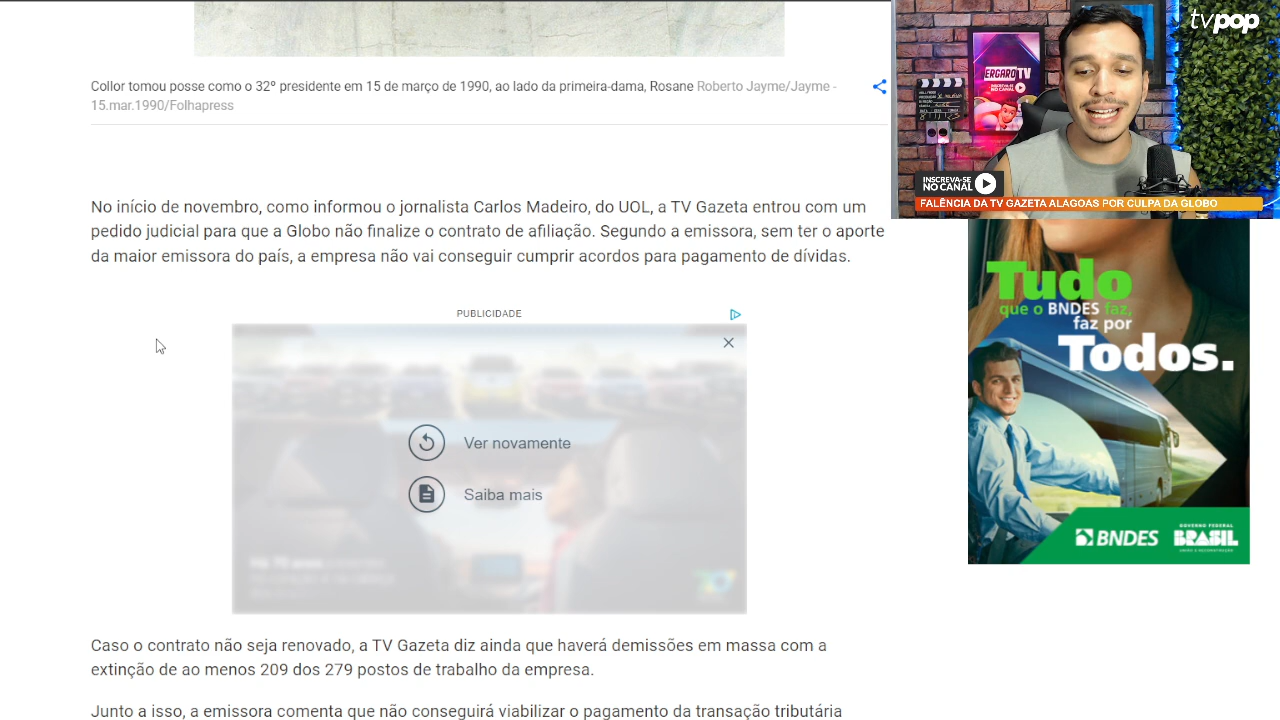 Collor tomou posse como o 32º presidente em 15 de março de 1990, ao lado da primeira-dama, Rosane Roberto Jayme/Jayme -
15.mar.1990/Folhapress
No início de novembro, como informou o jornalista Carlos Madeiro, do UOL, a TV Gazeta entrou com um
pedido judicial para que a Globo não finalize o contrato de afiliação. Segundo a emissora, sem ter o aporte
da maior emissora do país, a empresa não vai conseguir cumprir acordos para pagamento de dívidas.
PUBLICIDADE
Ver novamente
Saiba mais
Caso o contrato não seja renovado, a TV Gazeta diz ainda que haverá demissões em massa com a
extinção de ao menos 209 dos 279 postos de trabalho da empresa.
Junto a isso, a emissora comenta que não conseguirá viabilizar o pagamento da transação tributária
tvpop
ERGARO TV
INSCREVA-SE
NO CANAL
FALÊNCIA DA TV GAZETA ALAGOAS POR CULPA DA GLOBO
Tudo
que o BNDES faz,
faz por
Todos.
BNDES
GOVERNO FEDERAL
BRASIL
UNIÃO E RECONSTRUÇÃO